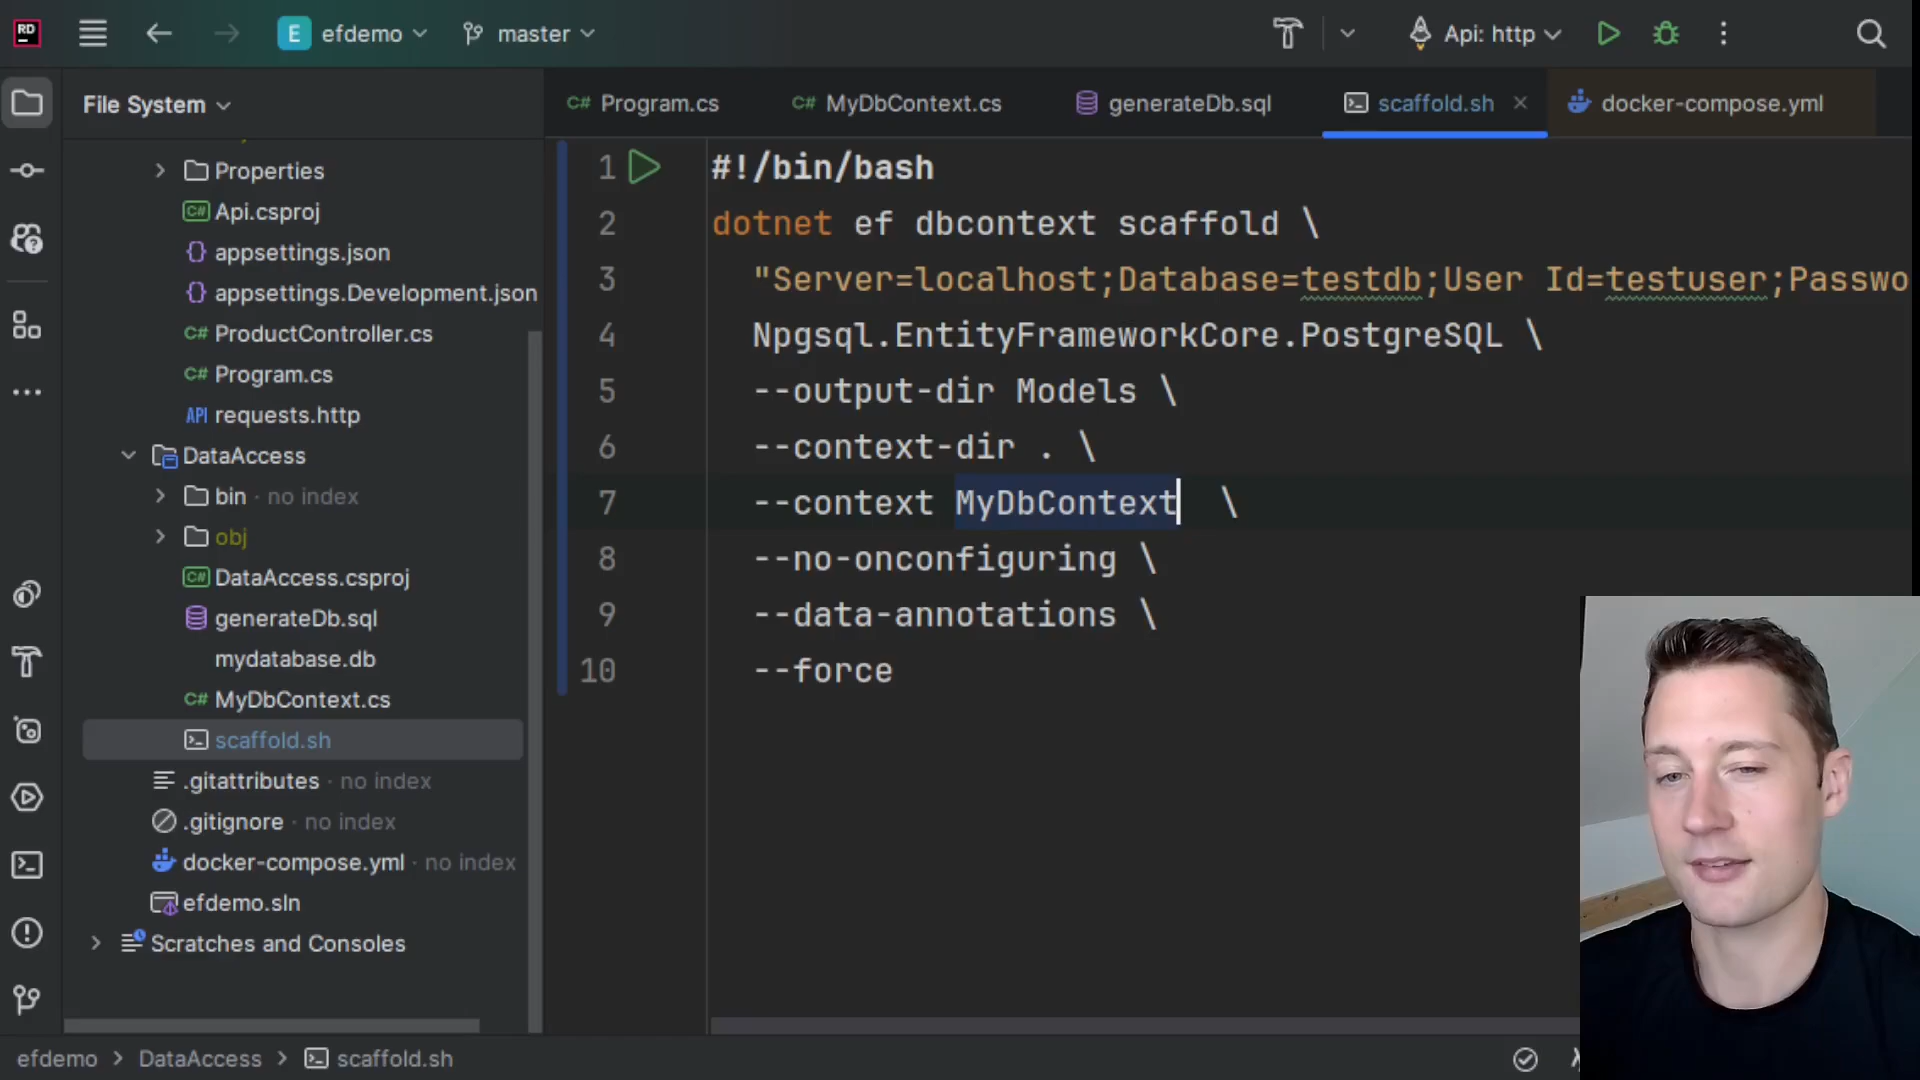 RD
E efdemo
master
Api: http
File System
Program.cs
MyDbContext.cs
generateDb.sql
scaffold.sh
docker-compose.yml
Properties
Api.csproj
appsettings.json
appsettings.Development.json
ProductController.cs
Program.cs
API requests.http
DataAccess
bin · no index
obj
DataAccess.csproj
generateDb.sql
mydatabase.db
MyDbContext.cs
scaffold.sh
.gitattributes · no index
.gitignore · no index
docker-compose.yml · no index
efdemo.sln
Scratches and Consoles
1 #!/bin/bash
2 dotnet ef dbcontext scaffold \
3 "Server=localhost;Database=testdb;User Id=testuser;Passwo
4 Npgsql.EntityFrameworkCore.PostgreSQL \
5 --output-dir Models \
6 --context-dir . \
7 --context MyDbContext \
8 --no-onconfiguring \
9 --data-annotations \
10 --force
efdemo > DataAccess > scaffold.sh